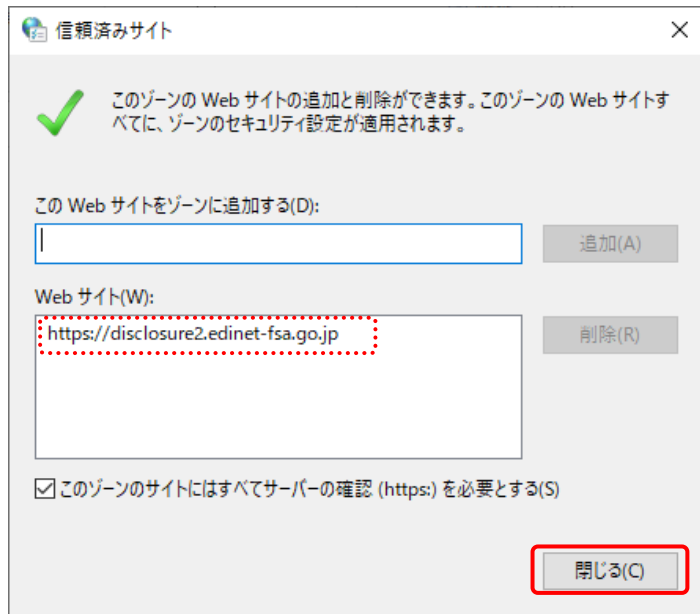 信頼済みサイト
このゾーンの Web サイトの追加と削除ができます。このゾーンの Web サイトす
べてに、ゾーンのセキュリティ設定が適用されます。
この Web サイトをゾーンに追加する(D):
追加(A)
Web サイト(W):
https://disclosure2.edinet-fsa.go.jp
削除(R)
このゾーンのサイトにはすべてサーバーの確認 (https:) を必要とする(S)
閉じる(C)